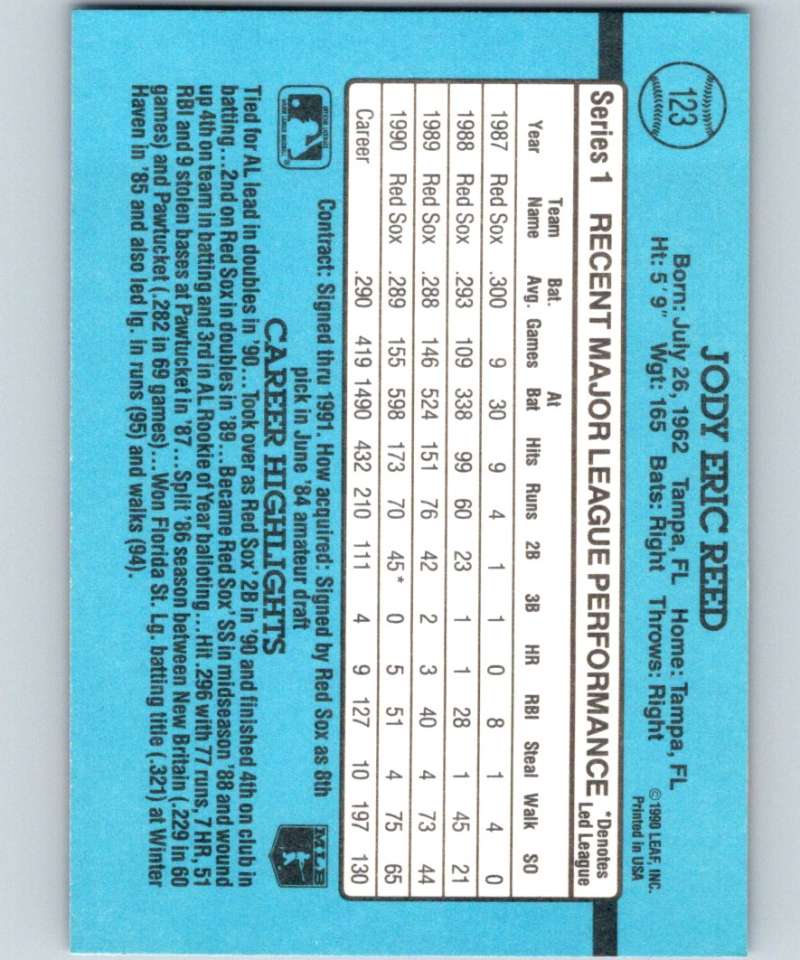 123
JODY ERIC REED
Born: July 26, 1962 Tampa, FL Home: Tampa, FL
Ht: 5'9" Wgt: 165 Bats: Right Throws: Right
©1990 LEAF, INC.
Printed in USA
Series 1 RECENT MAJOR LEAGUE PERFORMANCE *Denotes Led League
Year Team Name Bat. Avg. Games At Bat Hits Runs 2B 3B HR RBI Steal Walk SO
1987 Red Sox .300 9 30 9 4 1 1 0 8 1 4 0
1988 Red Sox .293 109 338 99 60 23 1 1 28 1 45 21
1989 Red Sox .288 146 524 151 76 42 2 3 40 4 73 44
1990 Red Sox .289 155 598 173 70 45* 0 5 51 4 75 65
Career .290 419 1490 432 210 111 4 9 127 10 197 130
Contract: Signed thru 1991. How acquired: Signed by Red Sox as 8th
pick in June '84 amateur draft
CAREER HIGHLIGHTS
MLB
Tied for AL lead in doubles in '90...Took over as Red Sox' 2B in '90 and finished 4th on club in
batting...2nd on Red Sox in doubles in '89...Became Red Sox' SS in midseason '88 and wound
up 4th on team in batting and 3rd in AL Rookie of Year balloting...Hit .296 with 77 runs, 7 HR, 51
RBI and 9 stolen bases at Pawtucket in '87...Split '86 season between New Britain (.229 in 60
games) and Pawtucket (.282 in 69 games)...Won Florida St. Lg. batting title (.321) at Winter
Haven in '85 and also led lg. in runs (95) and walks (94).